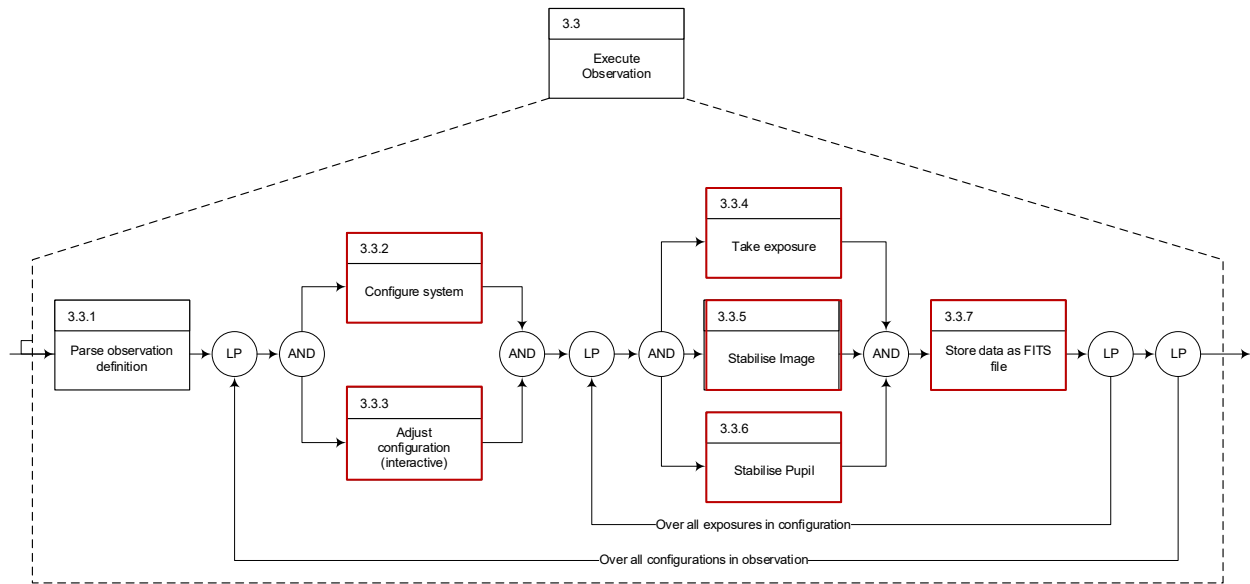 3.3
Execute
Observation
3.3.1
Parse observation
definition
LP
AND
3.3.2
Configure system
3.3.3
Adjust
configuration
(interactive)
AND
LP
AND
3.3.4
Take exposure
3.3.5
Stabilise Image
3.3.6
Stabilise Pupil
AND
3.3.7
Store data as FITS
file
LP
LP
Over all exposures in configuration
Over all configurations in observation